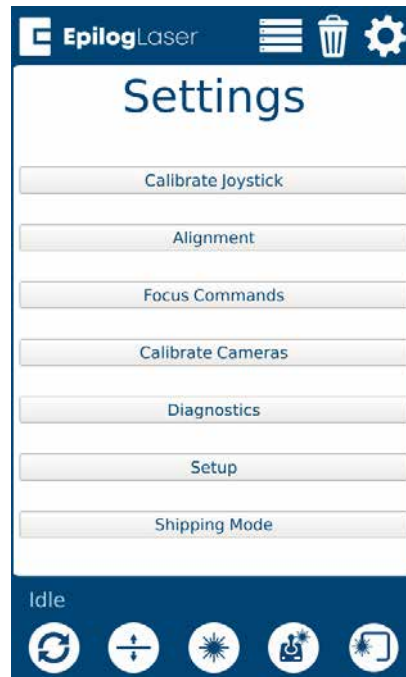 EpilogLaser
Settings
Calibrate Joystick
Alignment
Focus Commands
Calibrate Cameras
Diagnostics
Setup
Shipping Mode
Idle